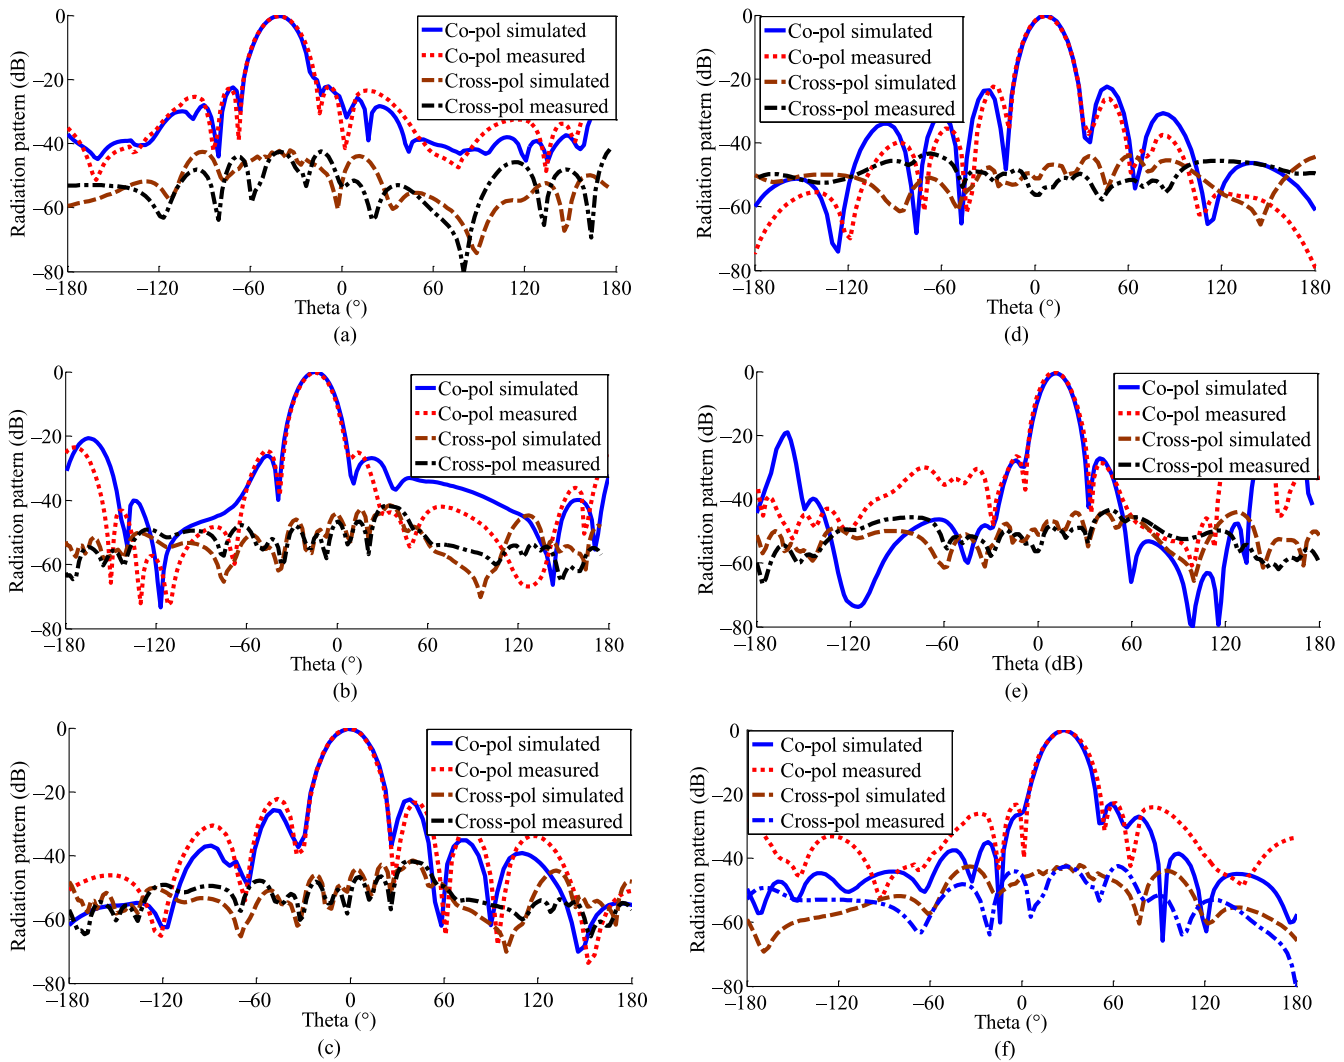 0
−20
−40
−60
−80
−180
−120
−60
0
60
120
180
Radiation pattern (dB)
Theta (°)
Co-pol simulated
Co-pol measured
Cross-pol simulated
Cross-pol measured
(a)
0
−20
−40
−60
−80
−180
−120
−60
0
60
120
180
Radiation pattern (dB)
Theta (°)
Co-pol simulated
Co-pol measured
Cross-pol simulated
Cross-pol measured
(d)
0
−20
−40
−60
−80
−180
−120
−60
0
60
120
180
Radiation pattern (dB)
Theta (°)
Co-pol simulated
Co-pol measured
Cross-pol simulated
Cross-pol measured
(b)
0
−20
−40
−60
−80
−180
−120
−60
0
60
120
180
Radiation pattern (dB)
Theta (dB)
Co-pol simulated
Co-pol measured
Cross-pol simulated
Cross-pol measured
(e)
0
−20
−40
−60
−80
−180
−120
−60
0
60
120
180
Radiation pattern (dB)
Theta (°)
Co-pol simulated
Co-pol measured
Cross-pol simulated
Cross-pol measured
(c)
0
−20
−40
−60
−80
−180
−120
−60
0
60
120
180
Radiation pattern (dB)
Theta (°)
Co-pol simulated
Co-pol measured
Cross-pol simulated
Cross-pol measured
(f)